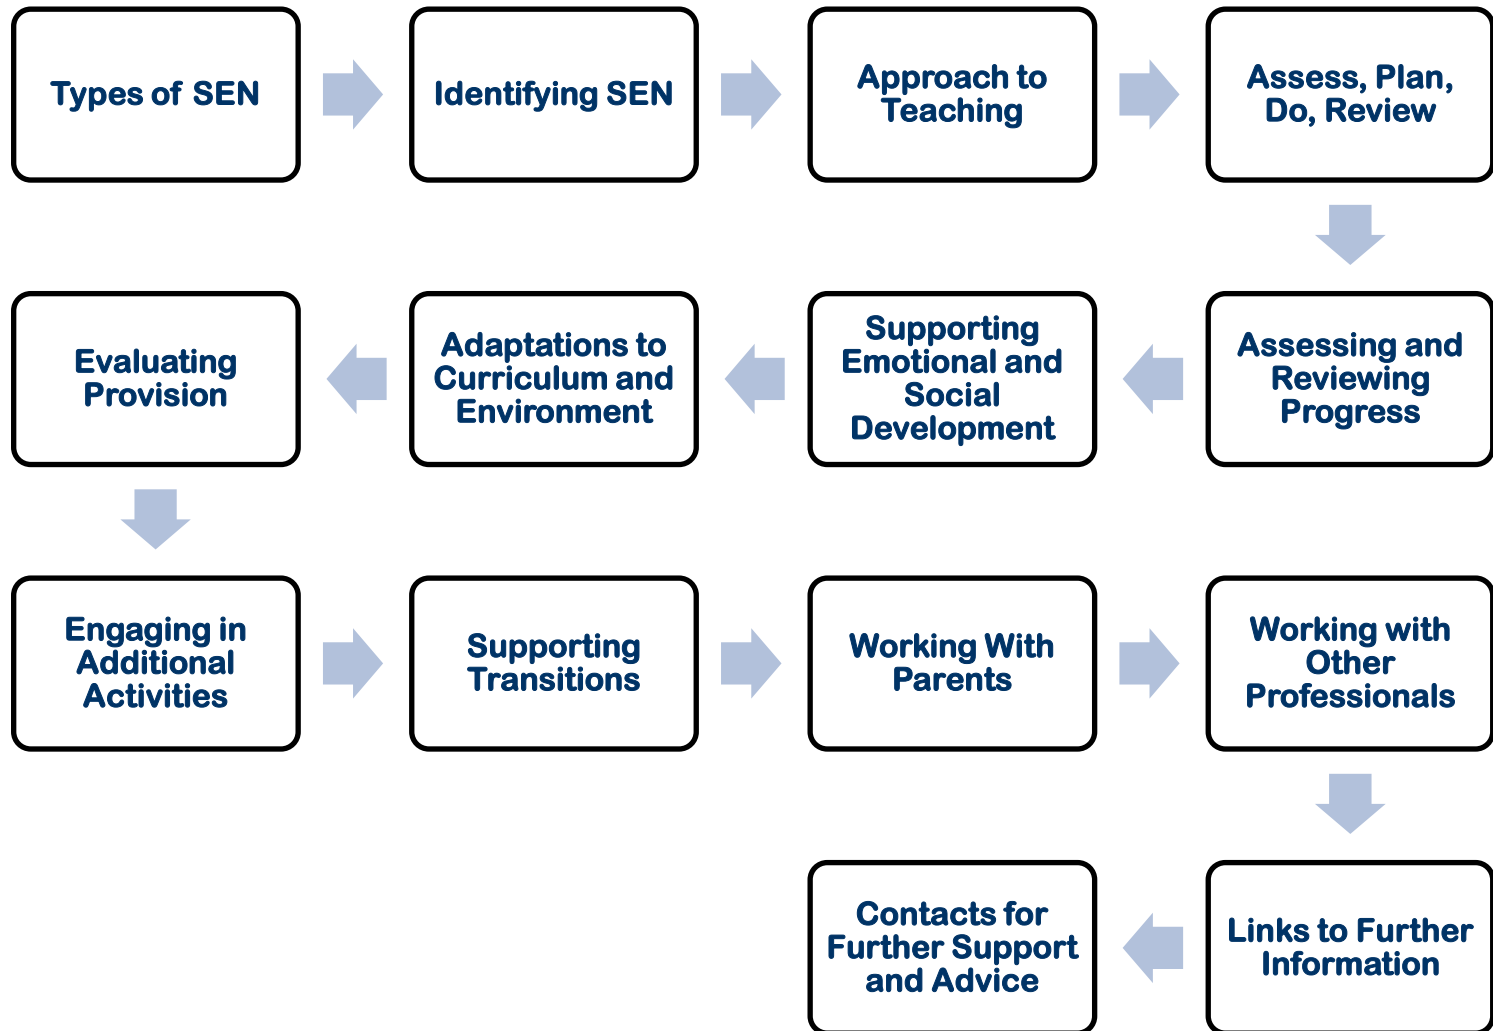 Types of SEN
Identifying SEN
Approach to
Teaching
Assess, Plan,
Do, Review
Assessing and
Reviewing
Progress
Supporting
Emotional and
Social
Development
Adaptations to
Curriculum and
Environment
Evaluating
Provision
Engaging in
Additional
Activities
Supporting
Transitions
Working With
Parents
Working with
Other
Professionals
Links to Further
Information
Contacts for
Further Support
and Advice